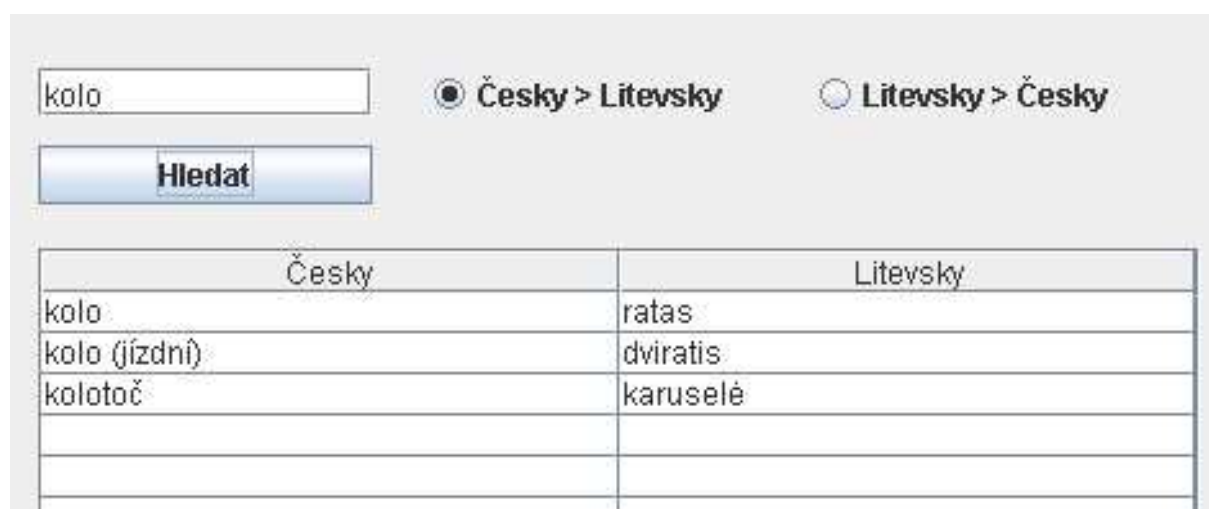 kolo Česky > Litevsky Litevsky > Česky
Hledat
Česky Litevsky
kolo ratas
kolo (jízdní) dviratis
kolotoč karuselė